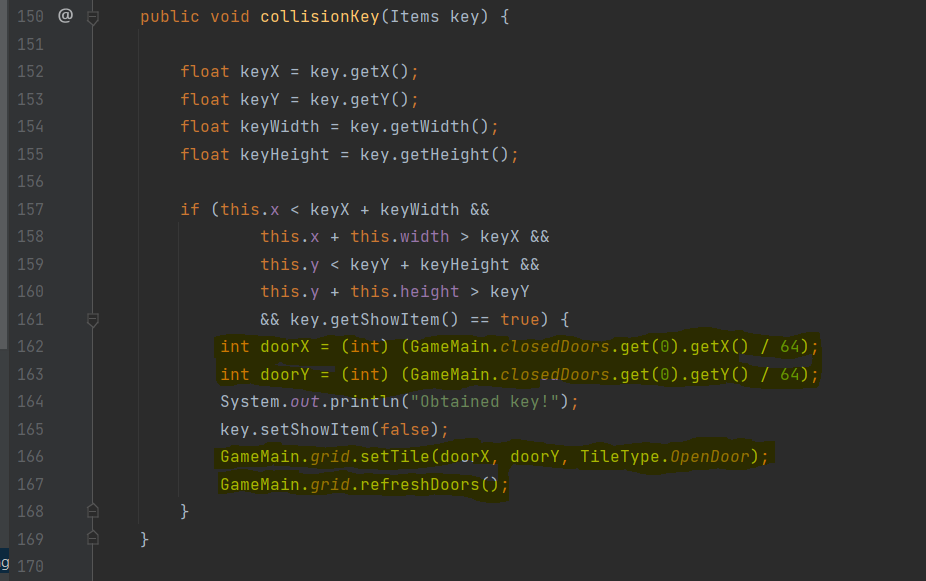 150 @ public void collisionKey(Items key) {
151
152 float keyX = key.getX();
153 float keyY = key.getY();
154 float keyWidth = key.getWidth();
155 float keyHeight = key.getHeight();
156
157 if (this.x < keyX + keyWidth &&
158 this.x + this.width > keyX &&
159 this.y < keyY + keyHeight &&
160 this.y + this.height > keyY
161 && key.getShowItem() == true) {
162 int doorX = (int) (GameMain.closedDoors.get(0).getX() / 64);
163 int doorY = (int) (GameMain.closedDoors.get(0).getY() / 64);
164 System.out.println("Obtained key!");
165 key.setShowItem(false);
166 GameMain.grid.setTile(doorX, doorY, TileType.OpenDoor);
167 GameMain.grid.refreshDoors();
168 }
169 }
g
170